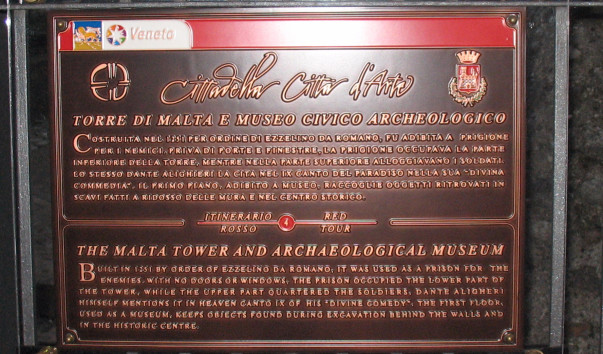 Veneto
Cittadella Città d'Arte
TORRE DI MALTA E MUSEO CIVICO ARCHEOLOGICO
COSTRUITA NEL 1251 PER ORDINE DI EZZELINO DA ROMANO, FU ADIBITA A PRIGIONE
PER I NEMICI. PRIVA DI PORTE E FINESTRE, LA PRIGIONE OCCUPAVA LA PARTE
INFERIORE DELLA TORRE, MENTRE NELLA PARTE SUPERIORE ALLOGGIAVANO I SOLDATI.
LO STESSO DANTE ALIGHIERI LA CITA NEL IX CANTO DEL PARADISO NELLA SUA "DIVINA
COMMEDIA". IL PRIMO PIANO, ADIBITO A MUSEO, RACCOGLIE OGGETTI RITROVATI IN
SCAVI FATTI A RIDOSSO DELLE MURA E NEL CENTRO STORICO.
ITINERARIO RED
4
ROSSO TOUR
THE MALTA TOWER AND ARCHAEOLOGICAL MUSEUM
BUILT IN 1251 BY ORDER OF EZZELINO DA ROMANO; IT WAS USED AS A PRISON FOR THE
ENEMIES. WITH NO DOORS OR WINDOWS, THE PRISON OCCUPIED THE LOWER PART OF
THE TOWER, WHILE THE UPPER PART QUARTERED THE SOLDIERS. DANTE ALIGHIERI
HIMSELF MENTIONS IT IN HEAVEN CANTO IX OF HIS "DIVINE COMEDY". THE FIRST FLOOR,
USED AS A MUSEUM, KEEPS OBJECTS FOUND DURING EXCAVATION BEHIND THE WALLS AND
IN THE HISTORIC CENTRE.